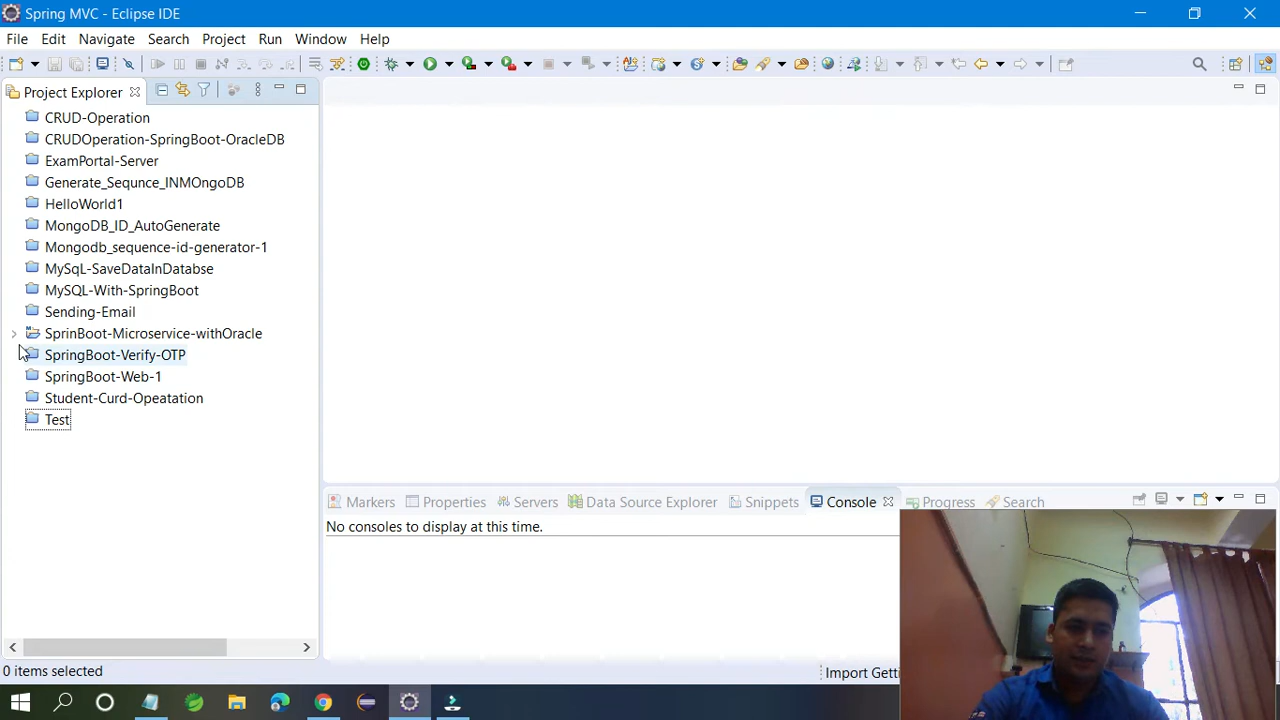 Spring MVC - Eclipse IDE
File Edit Navigate Search Project Run Window Help
Project Explorer
CRUD-Operation
CRUDOperation-SpringBoot-OracleDB
ExamPortal-Server
Generate_Sequnce_INMOngoDB
HelloWorld1
MongoDB_ID_AutoGenerate
Mongodb_sequence-id-generator-1
MySqL-SaveDataInDatabse
MySQL-With-SpringBoot
Sending-Email
SprinBoot-Microservice-withOracle
SpringBoot-Verify-OTP
SpringBoot-Web-1
Student-Curd-Opeatation
Test
Markers Properties Servers Data Source Explorer Snippets Console Progress Search
No consoles to display at this time.
0 items selected
Import Getti